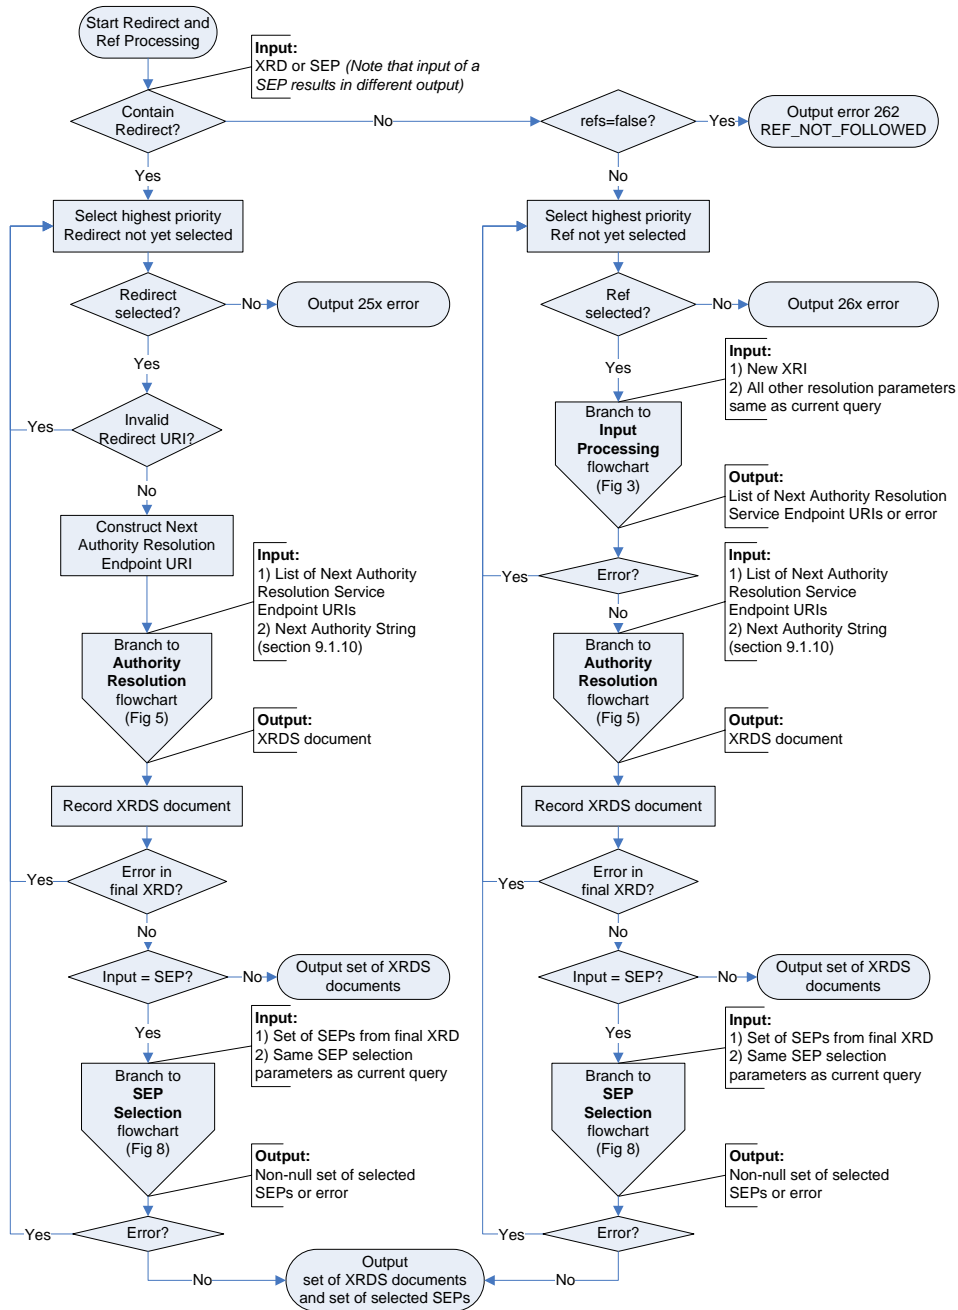 Start Redirect and
Ref Processing
Input:
XRD or SEP (Note that input of a
SEP results in different output)
Contain
Redirect?
No
refs=false?
Yes
Output error 262
REF_NOT_FOLLOWED
Yes
No
Select highest priority
Redirect not yet selected
Select highest priority
Ref not yet selected
Redirect
selected?
No
Output 25x error
Ref
selected?
No
Output 26x error
Yes
Yes
Input:
1) New XRI
2) All other resolution parameters
same as current query
Invalid
Redirect URI?
Yes
Branch to
Input
Processing
flowchart
(Fig 3)
No
Output:
List of Next Authority Resolution
Service Endpoint URIs or error
Construct Next
Authority Resolution
Endpoint URI
Input:
1) List of Next Authority
Resolution Service
Endpoint URIs
2) Next Authority String
(section 9.1.10)
Yes
Error?
Input:
1) List of Next Authority
Resolution Service
Endpoint URIs
2) Next Authority String
(section 9.1.10)
No
Branch to
Authority
Resolution
flowchart
(Fig 5)
Branch to
Authority
Resolution
flowchart
(Fig 5)
Output:
XRDS document
Output:
XRDS document
Record XRDS document
Record XRDS document
Yes
Error in
final XRD?
Yes
Error in
final XRD?
No
No
Input = SEP?
No
Output set of XRDS
documents
Input = SEP?
No
Output set of XRDS
documents
Yes
Yes
Input:
1) Set of SEPs from final XRD
2) Same SEP selection
parameters as current query
Input:
1) Set of SEPs from final XRD
2) Same SEP selection
parameters as current query
Branch to
SEP
Selection
flowchart
(Fig 8)
Branch to
SEP
Selection
flowchart
(Fig 8)
Output:
Non-null set of selected
SEPs or error
Output:
Non-null set of selected
SEPs or error
Yes
Error?
Yes
Error?
No
Output
set of XRDS documents
and set of selected SEPs
No